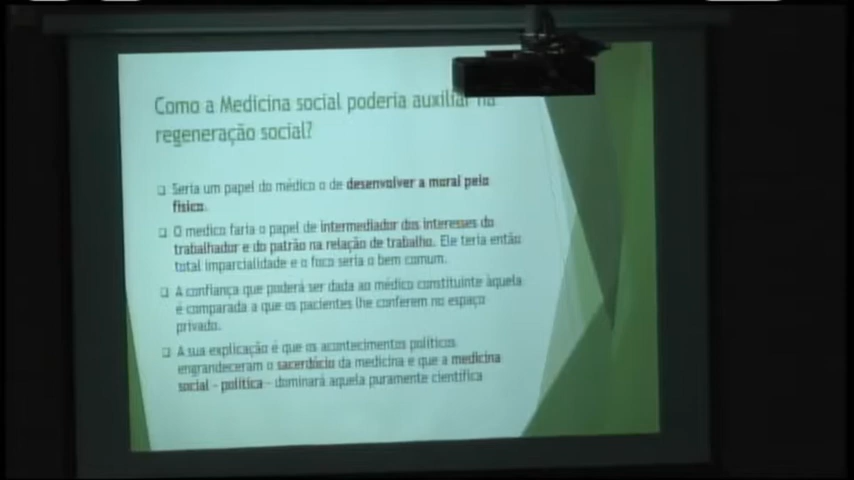 Como a Medicina social poderia auxiliar na
regeneração social?
❑ Seria um papel do médico o de desenvolver a moral pelo
físico.
❑ O medico faria o papel de intermediador dos interesses do
trabalhador e do patrão na relação de trabalho. Ele teria então
total imparcialidade e o foco seria o bem comum.
❑ A confiança que poderá ser dada ao médico constituinte àquela
é comparada a que os pacientes lhe conferem no espaço
privado.
❑ A sua explicação é que os acontecimentos políticos
engrandeceram o sacerdócio da medicina e que a medicina
social - política - dominará aquela puramente científica